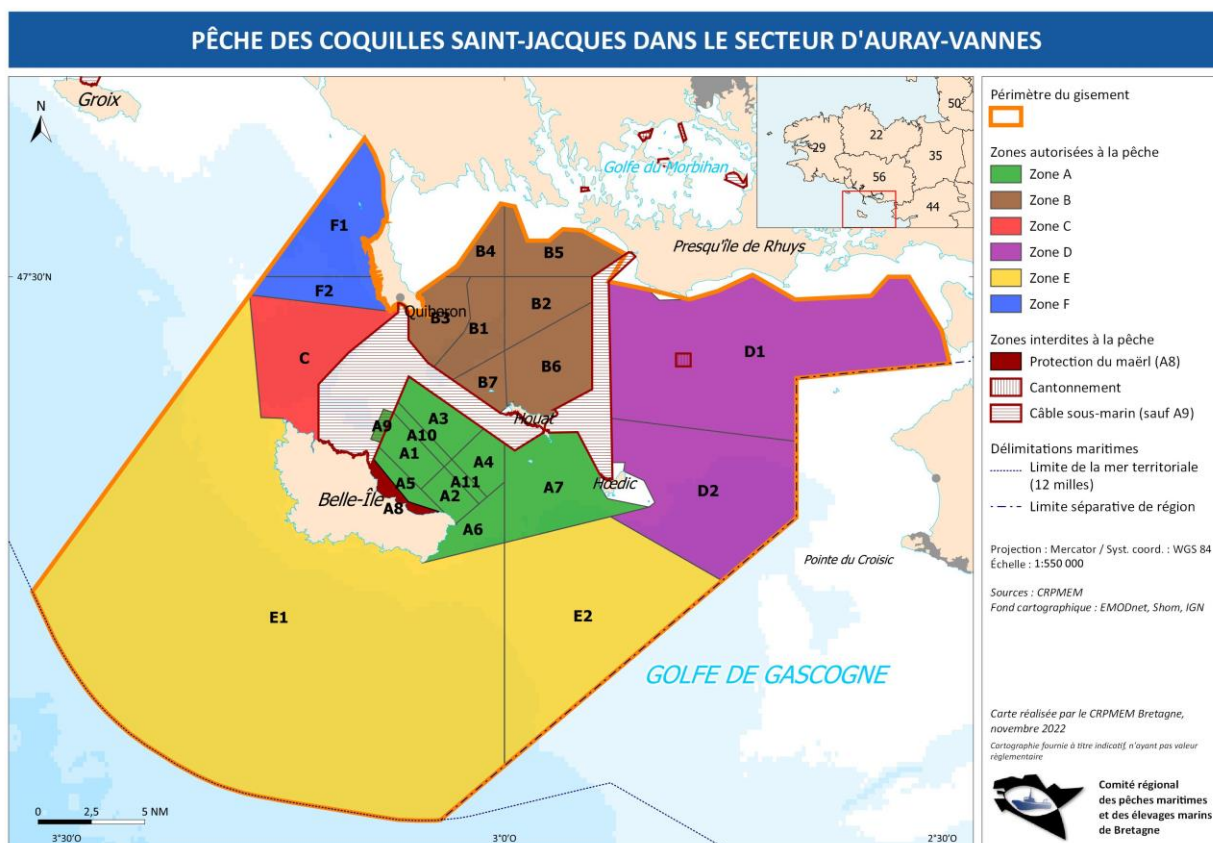 PÊCHE DES COQUILLES SAINT-JACQUES DANS LE SECTEUR D'AURAY-VANNES
Groix
N
Golfe du Morbihan
Presqu'île de Rhuys
47°30'N
Quiberon
Houat
Hœdic
Belle-Île
Pointe du Croisic
GOLFE DE GASCOGNE
F1
F2
C
B4
B5
B2
B3
B1
B6
B7
D1
D2
A9
A3
A10
A1
A4
A5
A11
A2
A7
A8
A6
E1
E2
0 2,5 5 NM
3°30'O
3°0'O
2°30'O
29
22
35
56
44
50
Périmètre du gisement
Zones autorisées à la pêche
Zone A
Zone B
Zone C
Zone D
Zone E
Zone F
Zones interdites à la pêche
Protection du maërl (A8)
Cantonnement
Câble sous-marin (sauf A9)
Délimitations maritimes
Limite de la mer territoriale
(12 milles)
Limite séparative de région
Projection : Mercator / Syst. coord. : WGS 84
Échelle : 1:550 000
Sources : CRPMEM
Fond cartographique : EMODnet, Shom, IGN
Carte réalisée par le CRPMEM Bretagne,
novembre 2022
Cartographie fournie à titre indicatif, n'ayant pas valeur
règlementaire
Comité régional
des pêches maritimes
et des élevages marins
de Bretagne